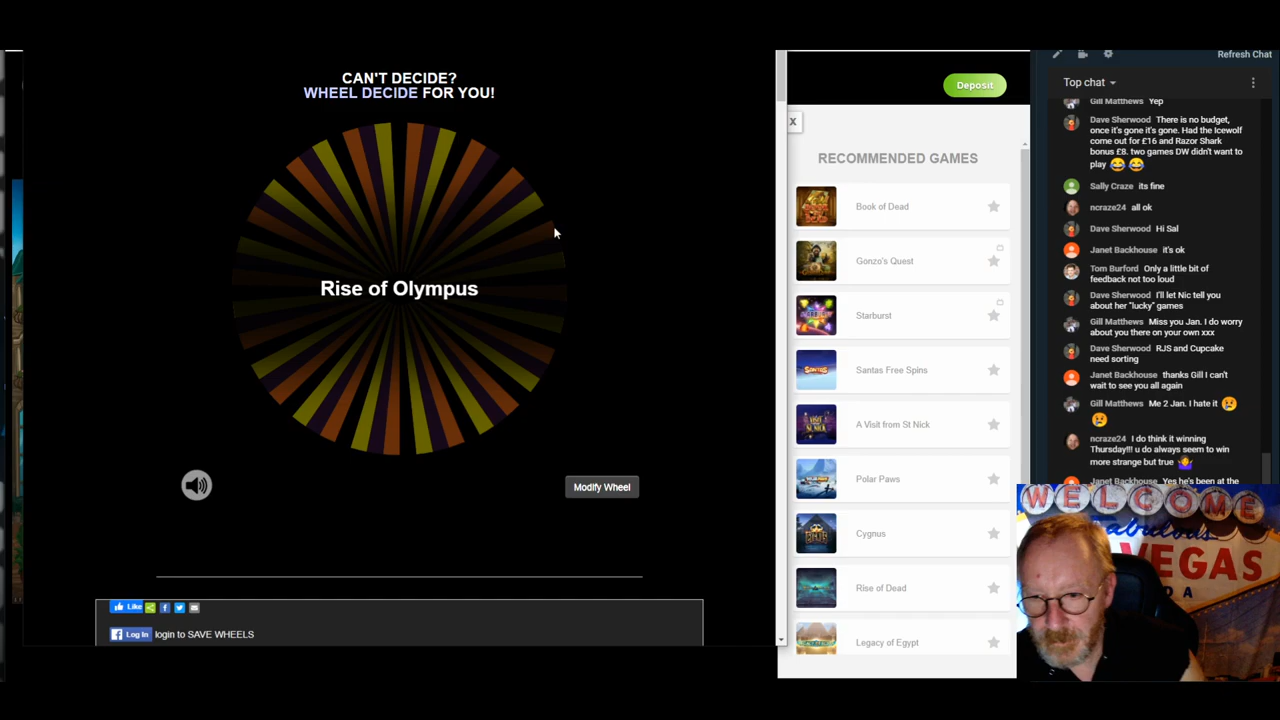 CAN'T DECIDE?
WHEEL DECIDE FOR YOU!
Rise of Olympus
Modify Wheel
Like
Log In login to SAVE WHEELS
Deposit
X
RECOMMENDED GAMES
Book of Dead
Gonzo's Quest
Starburst
SANTAS
Santas Free Spins
A Visit from St Nick
Polar Paws
Cygnus
Rise of Dead
Legacy of Egypt
Refresh Chat
Top chat
Gill Matthews Yep
Dave Sherwood There is no budget,
once it's gone it's gone. Had the Icewolf
come out for £16 and Razor Shark
bonus £8. two games DW didn't want to
play 😂 😂
Sally Craze its fine
ncraze24 all ok
Dave Sherwood Hi Sal
Janet Backhouse it's ok
Tom Burford Only a little bit of
feedback not too loud
Dave Sherwood I'll let Nic tell you
about her "lucky" games
Gill Matthews Miss you Jan. I do worry
about you there on your own xxx
Dave Sherwood RJS and Cupcake
need sorting
Janet Backhouse thanks Gill I can't
wait to see you all again
Gill Matthews Me 2 Jan. I hate it 😢
😢
ncraze24 I do think it winning
Thursday!!! u do always seem to win
more strange but true 🤷‍♀️
Janet Backhouse Yes he's been at the
WELCOME
Fabulous
VEGAS